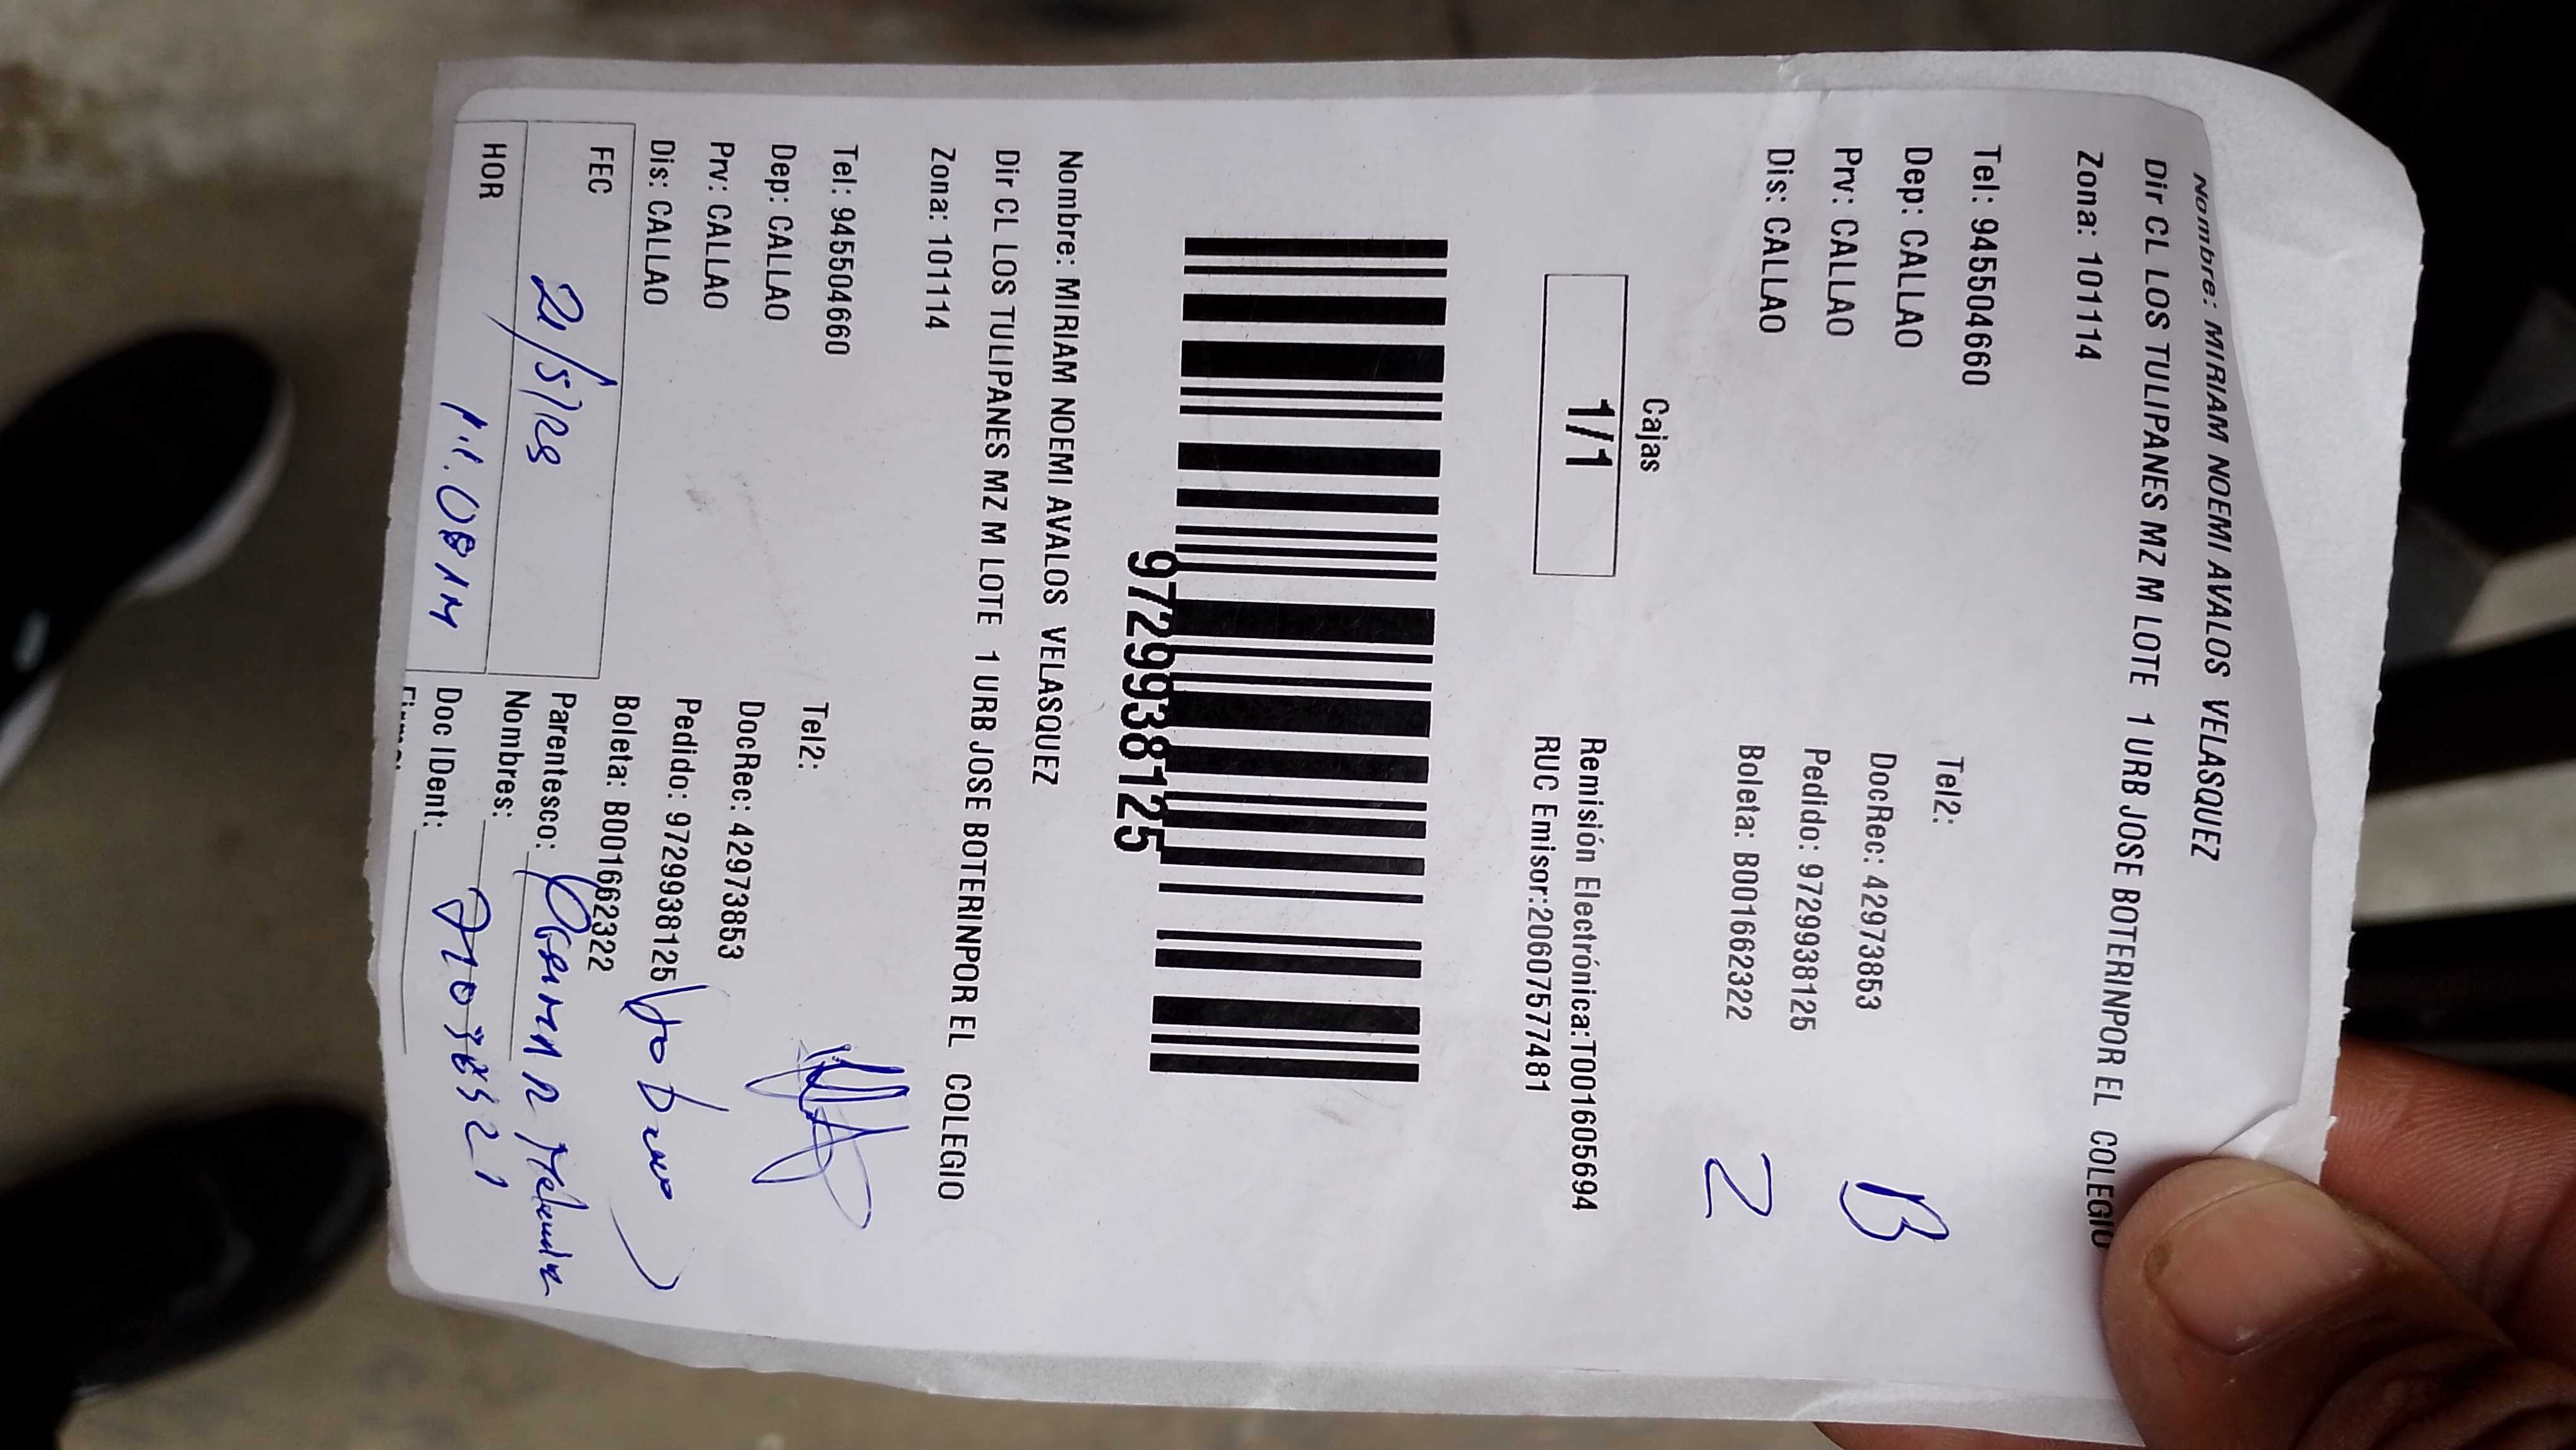 Nombre: MIRIAM NOEMI AVALOS VELASQUEZ
Dir CL LOS TULIPANES MZ M LOTE 1 URB JOSE BOTERINPOR EL COLEGIO
Zona: 101114
Tel: 945504660 Tel2:
Dep: CALLAO DocRec: 42973853
Prv: CALLAO Pedido: 9729938125
Dis: CALLAO Boleta: B001662322
B
2
Cajas
1/1
Remisión Electrónica:T001605694
RUC Emisor:20607577481
9729938125
Nombre: MIRIAM NOEMI AVALOS VELASQUEZ
Dir CL LOS TULIPANES MZ M LOTE 1 URB JOSE BOTERINPOR EL COLEGIO
Zona: 101114
Tel: 945504660 Tel2:
Dep: CALLAO DocRec: 42973853
Prv: CALLAO Pedido: 9729938125
Dis: CALLAO Boleta: B001662322
FEC Parentesco:
Nombres:
HOR Doc IDent:
Firma: